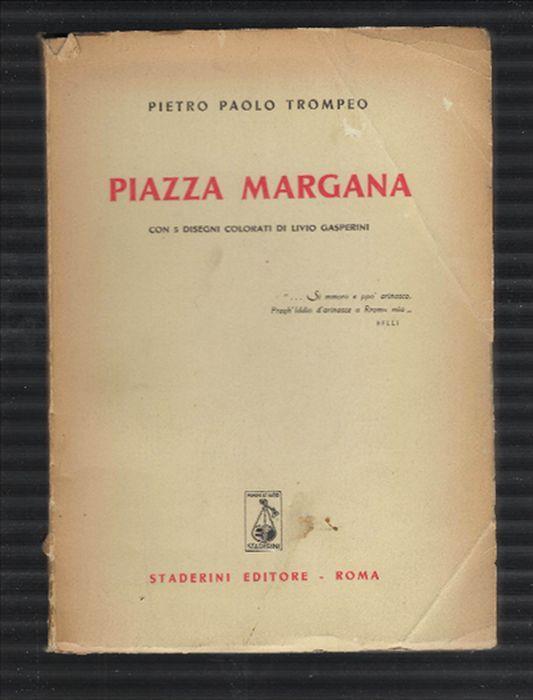 PIETRO PAOLO TROMPEO
PIAZZA MARGANA
CON 5 DISEGNI COLORATI DI LIVIO GASPERINI
"... Si mmoro e ppo' arinasco,
Pregh'Iddio d'arinasce a Rroma mia„
BELLI
STADERINI
STADERINI EDITORE - ROMA